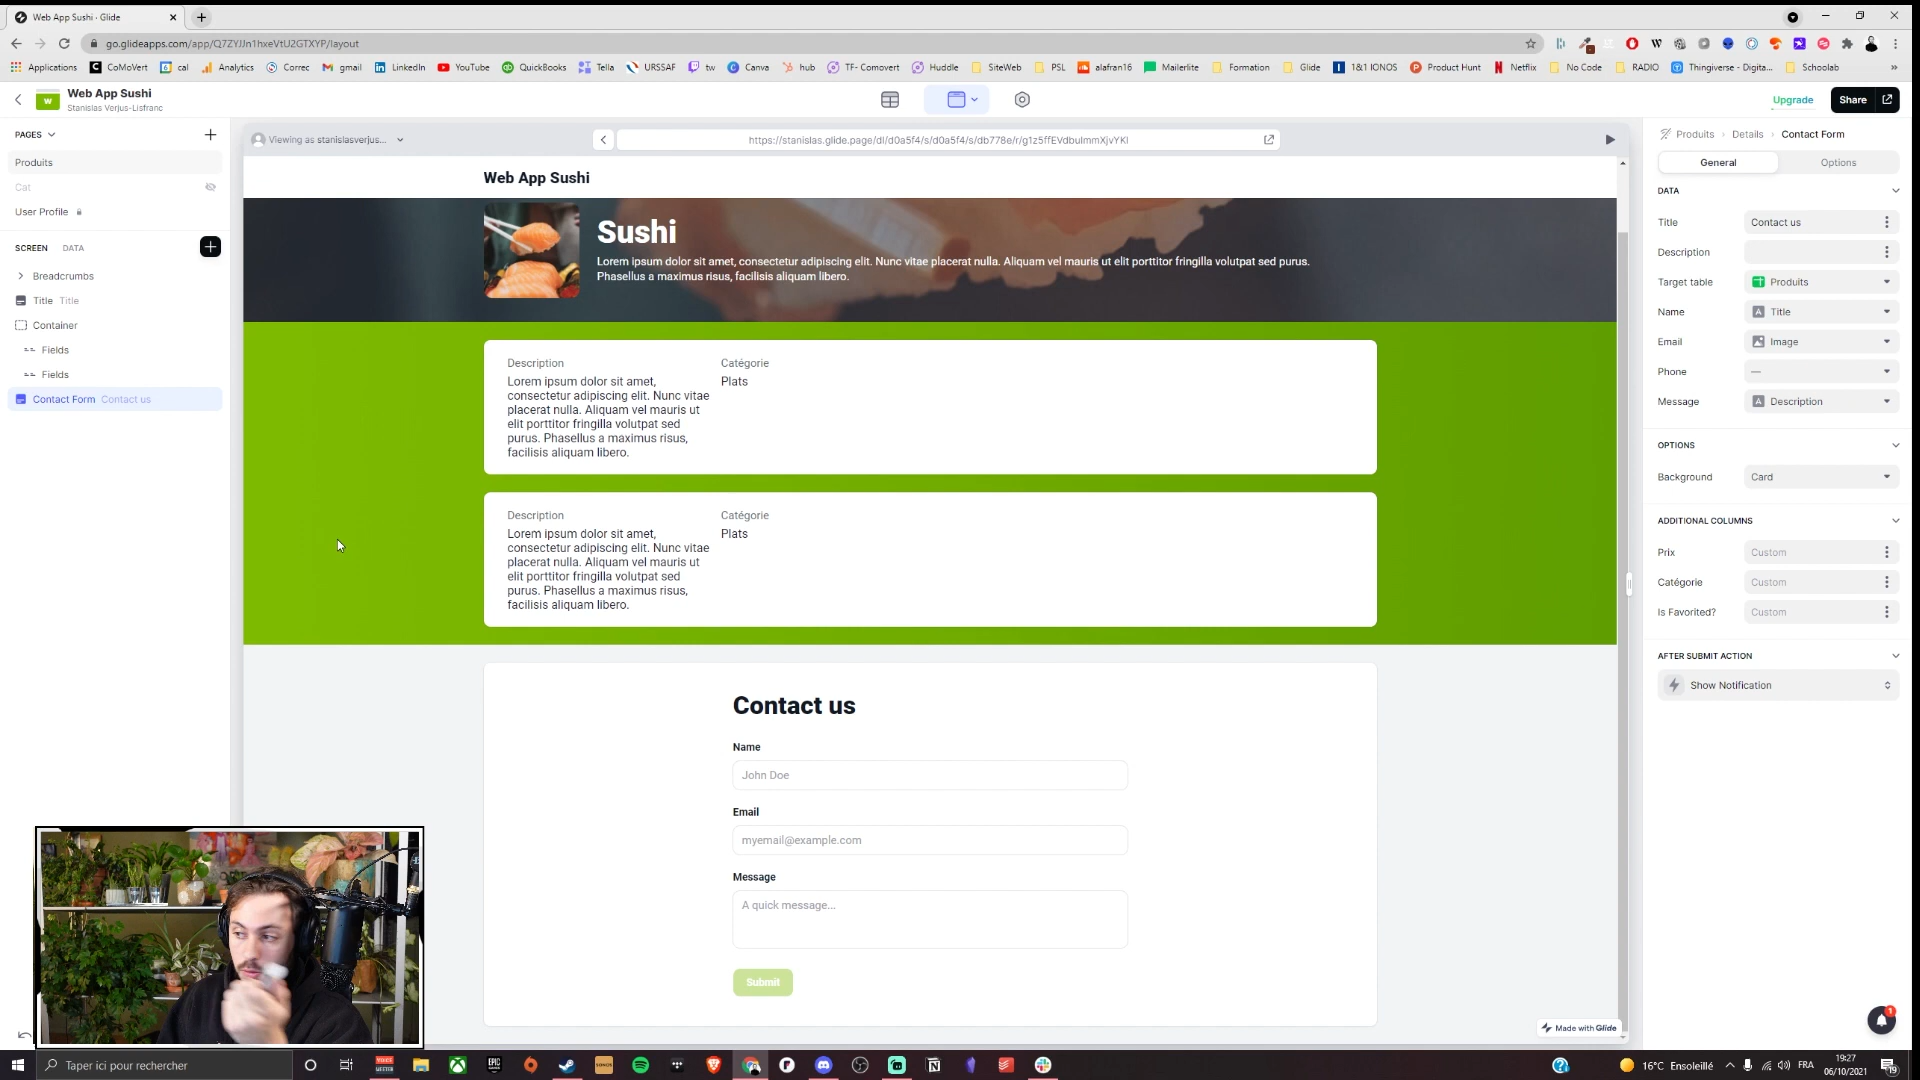 Web App Sushi · Glide
go.glideapps.com/app/Q7ZYJJn1hxeVtU2GTXYP/layout
Applications CoMoVert cal Analytics Correc gmail LinkedIn YouTube QuickBooks Tella URSSAF tw Canva hub TF- Comovert Huddle SiteWeb PSL alafran16 Mailerlite Formation Glide 1&1 IONOS Product Hunt Netflix No Code RADIO Thingiverse - Digita... Schoolab »
Web App Sushi
Stanislas Verjus-Lisfranc
Upgrade Share
PAGES
Produits
Cat
User Profile
SCREEN DATA
Breadcrumbs
Title Title
Container
Fields
Fields
Contact Form Contact us
Viewing as stanislasverjus...
https://stanislas.glide.page/dl/d0a5f4/s/d0a5f4/s/db778e/r/g1z5ffEVdbuImmXjvYKI
Web App Sushi
Sushi
Lorem ipsum dolor sit amet, consectetur adipiscing elit. Nunc vitae placerat nulla. Aliquam vel mauris ut elit porttitor fringilla volutpat sed purus.
Phasellus a maximus risus, facilisis aliquam libero.
Description Catégorie
Lorem ipsum dolor sit amet, Plats
consectetur adipiscing elit. Nunc vitae
placerat nulla. Aliquam vel mauris ut
elit porttitor fringilla volutpat sed
purus. Phasellus a maximus risus,
facilisis aliquam libero.
Description Catégorie
Lorem ipsum dolor sit amet, Plats
consectetur adipiscing elit. Nunc vitae
placerat nulla. Aliquam vel mauris ut
elit porttitor fringilla volutpat sed
purus. Phasellus a maximus risus,
facilisis aliquam libero.
Contact us
Name
John Doe
Email
myemail@example.com
Message
A quick message...
Submit
Made with Glide
Produits › Details › Contact Form
General Options
DATA
Title Contact us
Description
Target table Produits
Name Title
Email Image
Phone —
Message Description
OPTIONS
Background Card
ADDITIONAL COLUMNS
Prix Custom
Catégorie Custom
Is Favorited? Custom
AFTER SUBMIT ACTION
Show Notification
1
Taper ici pour rechercher
16°C Ensoleillé FRA
19:27
06/10/2021